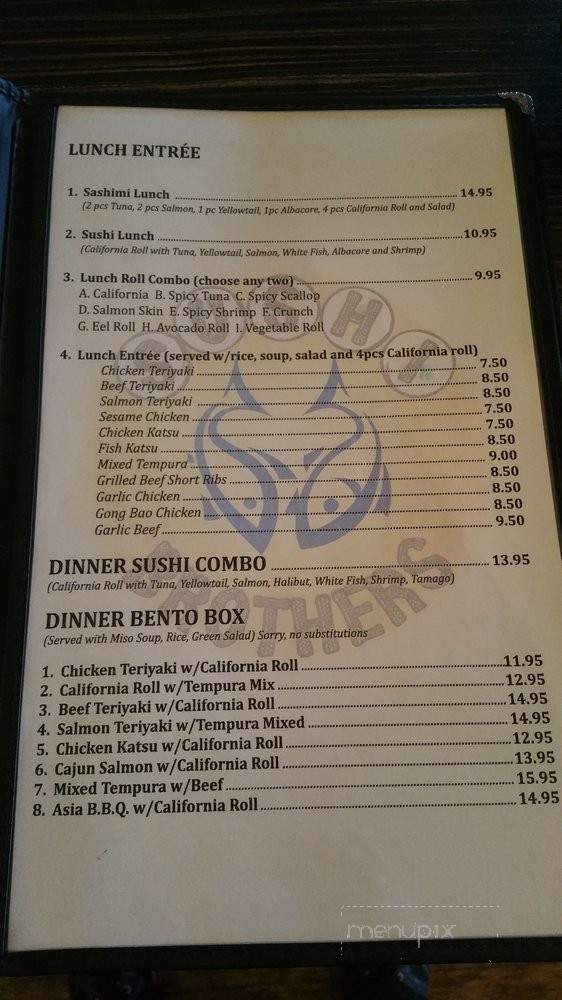 LUNCH ENTRÉE
1. Sashimi Lunch 14.95
(2 pcs Tuna, 2 pcs Salmon, 1 pc Yellowtail, 1pc Albacore, 4 pcs California Roll and Salad)
2. Sushi Lunch 10.95
(California Roll with Tuna, Yellowtail, Salmon, White Fish, Albacore and Shrimp)
3. Lunch Roll Combo (choose any two) 9.95
A. California B. Spicy Tuna C. Spicy Scallop
D. Salmon Skin E. Spicy Shrimp F. Crunch
G. Eel Roll H. Avocado Roll I. Vegetable Roll
SUSHI
4. Lunch Entrée (served w/rice, soup, salad and 4pcs California roll)
Chicken Teriyaki 7.50
Beef Teriyaki 8.50
Salmon Teriyaki 8.50
Sesame Chicken 7.50
Chicken Katsu 7.50
Fish Katsu 8.50
Mixed Tempura 9.00
Grilled Beef Short Ribs 8.50
Garlic Chicken 8.50
Gong Bao Chicken 8.50
Garlic Beef 9.50
DINNER SUSHI COMBO 13.95
(California Roll with Tuna, Yellowtail, Salmon, Halibut, White Fish, Shrimp, Tamago)
BROTHERS
DINNER BENTO BOX
(Served with Miso Soup, Rice, Green Salad) Sorry, no substitutions
1. Chicken Teriyaki w/California Roll 11.95
2. California Roll w/Tempura Mix 12.95
3. Beef Teriyaki w/California Roll 14.95
4. Salmon Teriyaki w/Tempura Mixed 14.95
5. Chicken Katsu w/California Roll 12.95
6. Cajun Salmon w/California Roll 13.95
7. Mixed Tempura w/Beef 15.95
8. Asia B.B.Q. w/California Roll 14.95
menupix